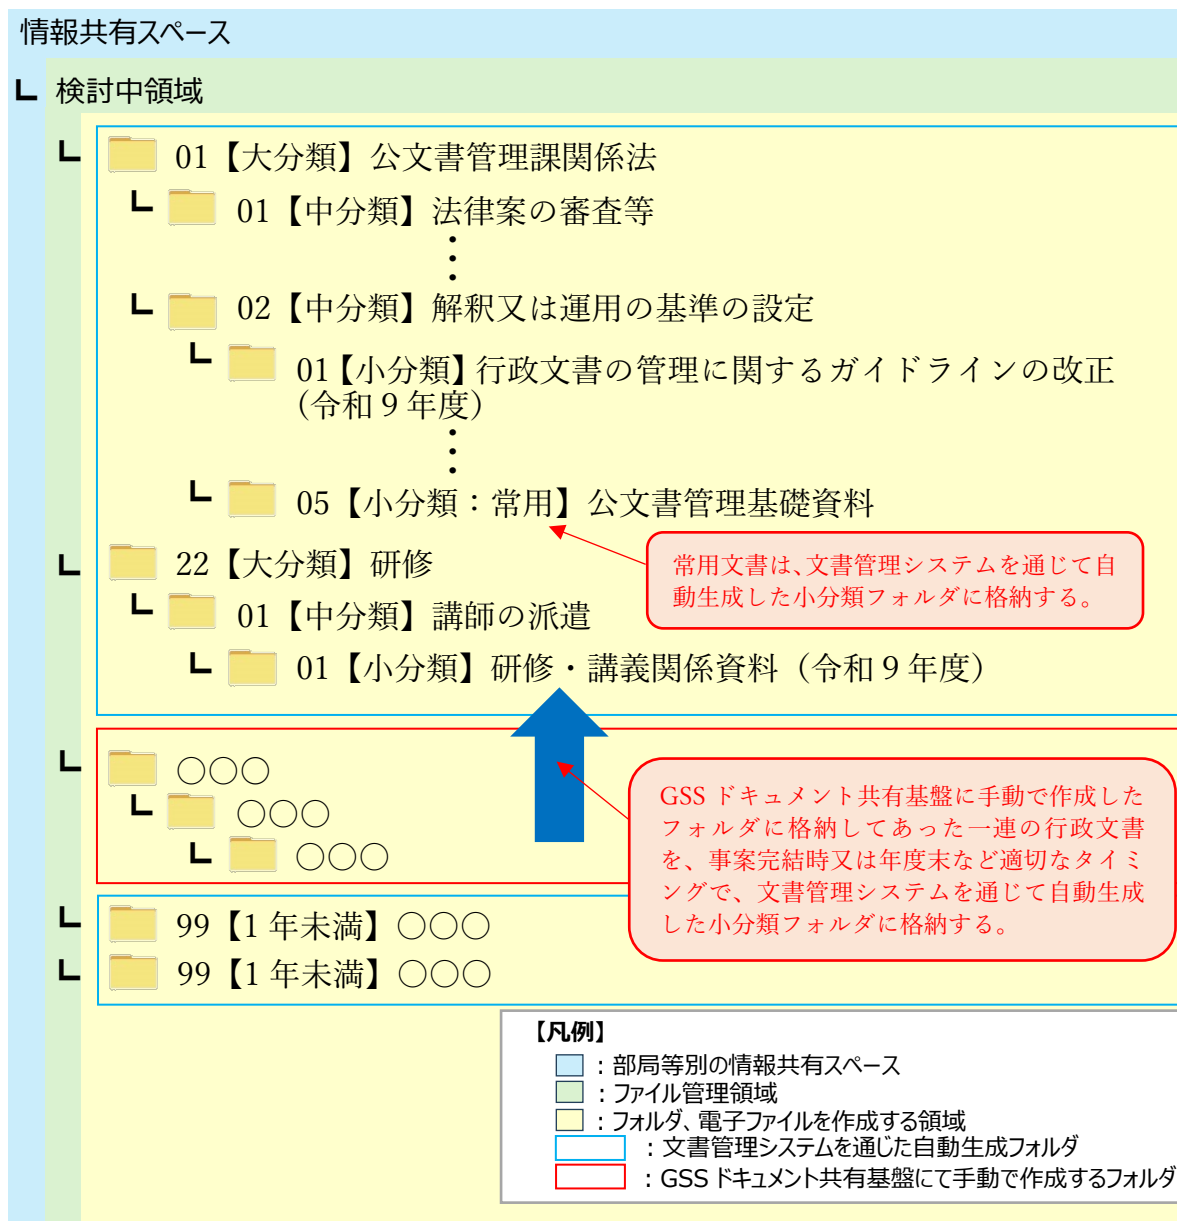 情報共有スペース
検討中領域
01【大分類】公文書管理課関係法
01【中分類】法律案の審査等
02【中分類】解釈又は運用の基準の設定
01【小分類】行政文書の管理に関するガイドラインの改正
（令和９年度）
05【小分類：常用】公文書管理基礎資料
常用文書は、文書管理システムを通じて自
動生成した小分類フォルダに格納する。
22【大分類】研修
01【中分類】講師の派遣
01【小分類】研修・講義関係資料（令和９年度）
〇〇〇
〇〇〇
〇〇〇
GSSドキュメント共有基盤に手動で作成した
フォルダに格納してあった一連の行政文書
を、事案完結時又は年度末など適切なタイミ
ングで、文書管理システムを通じて自動生成
した小分類フォルダに格納する。
99【1年未満】〇〇〇
99【1年未満】〇〇〇
【凡例】
：部局等別の情報共有スペース
：ファイル管理領域
：フォルダ、電子ファイルを作成する領域
：文書管理システムを通じた自動生成フォルダ
：GSSドキュメント共有基盤にて手動で作成するフォルダ